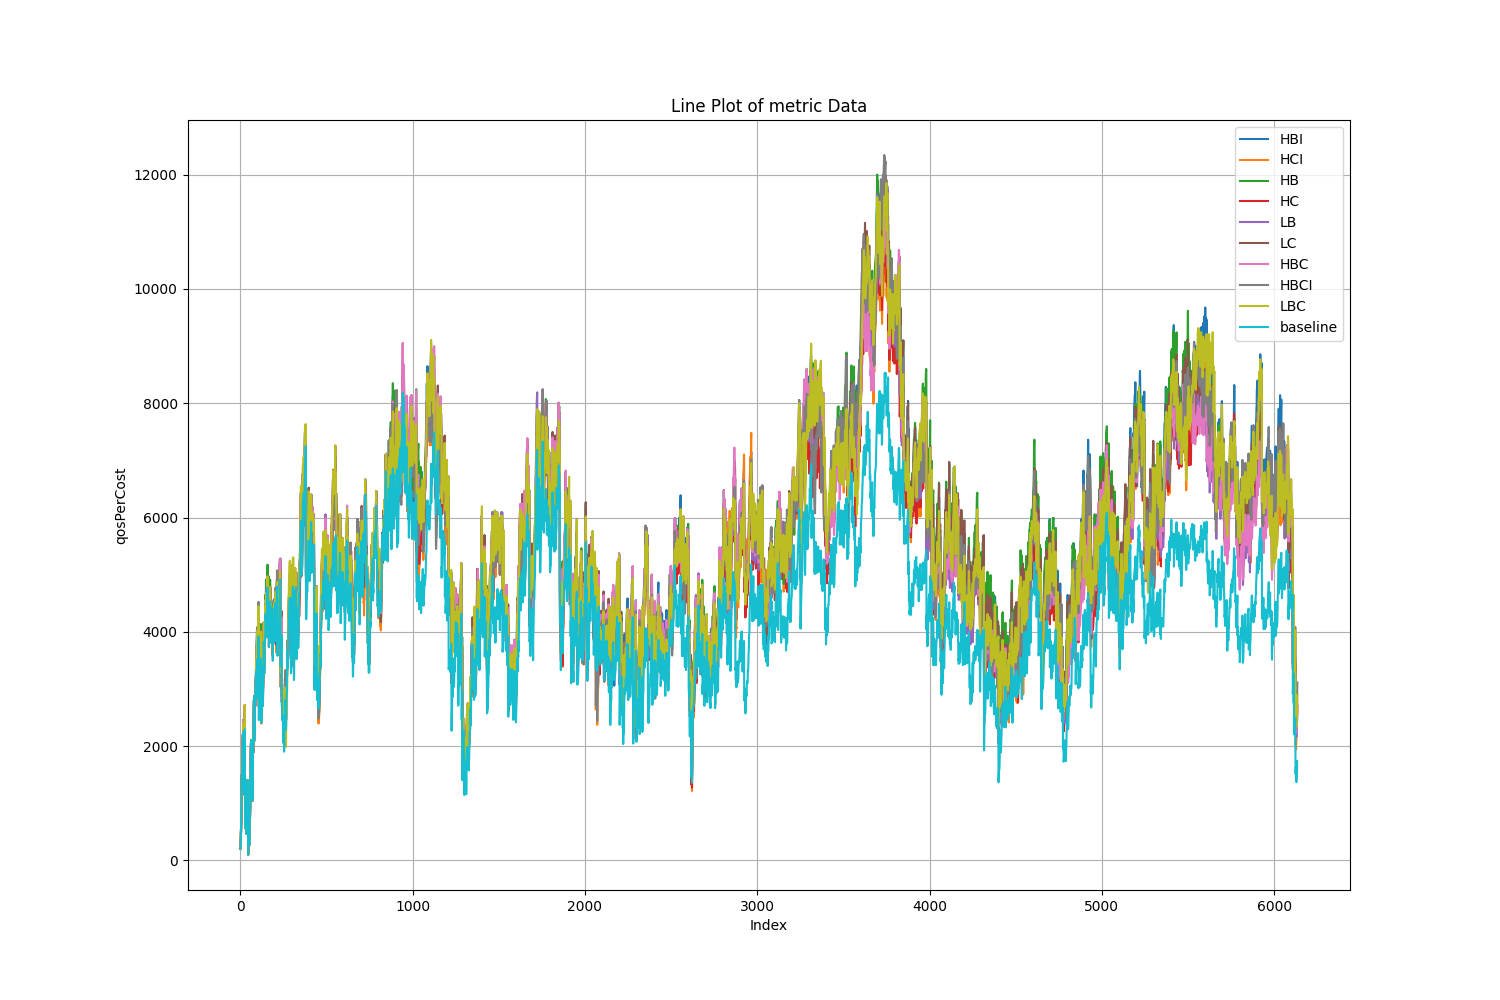 Line Plot of metric Data
qosPerCost
12000
10000
8000
6000
4000
2000
0
0 1000 2000 3000 4000 5000 6000
Index
HBI
HCI
HB
HC
LB
LC
HBC
HBCI
LBC
baseline